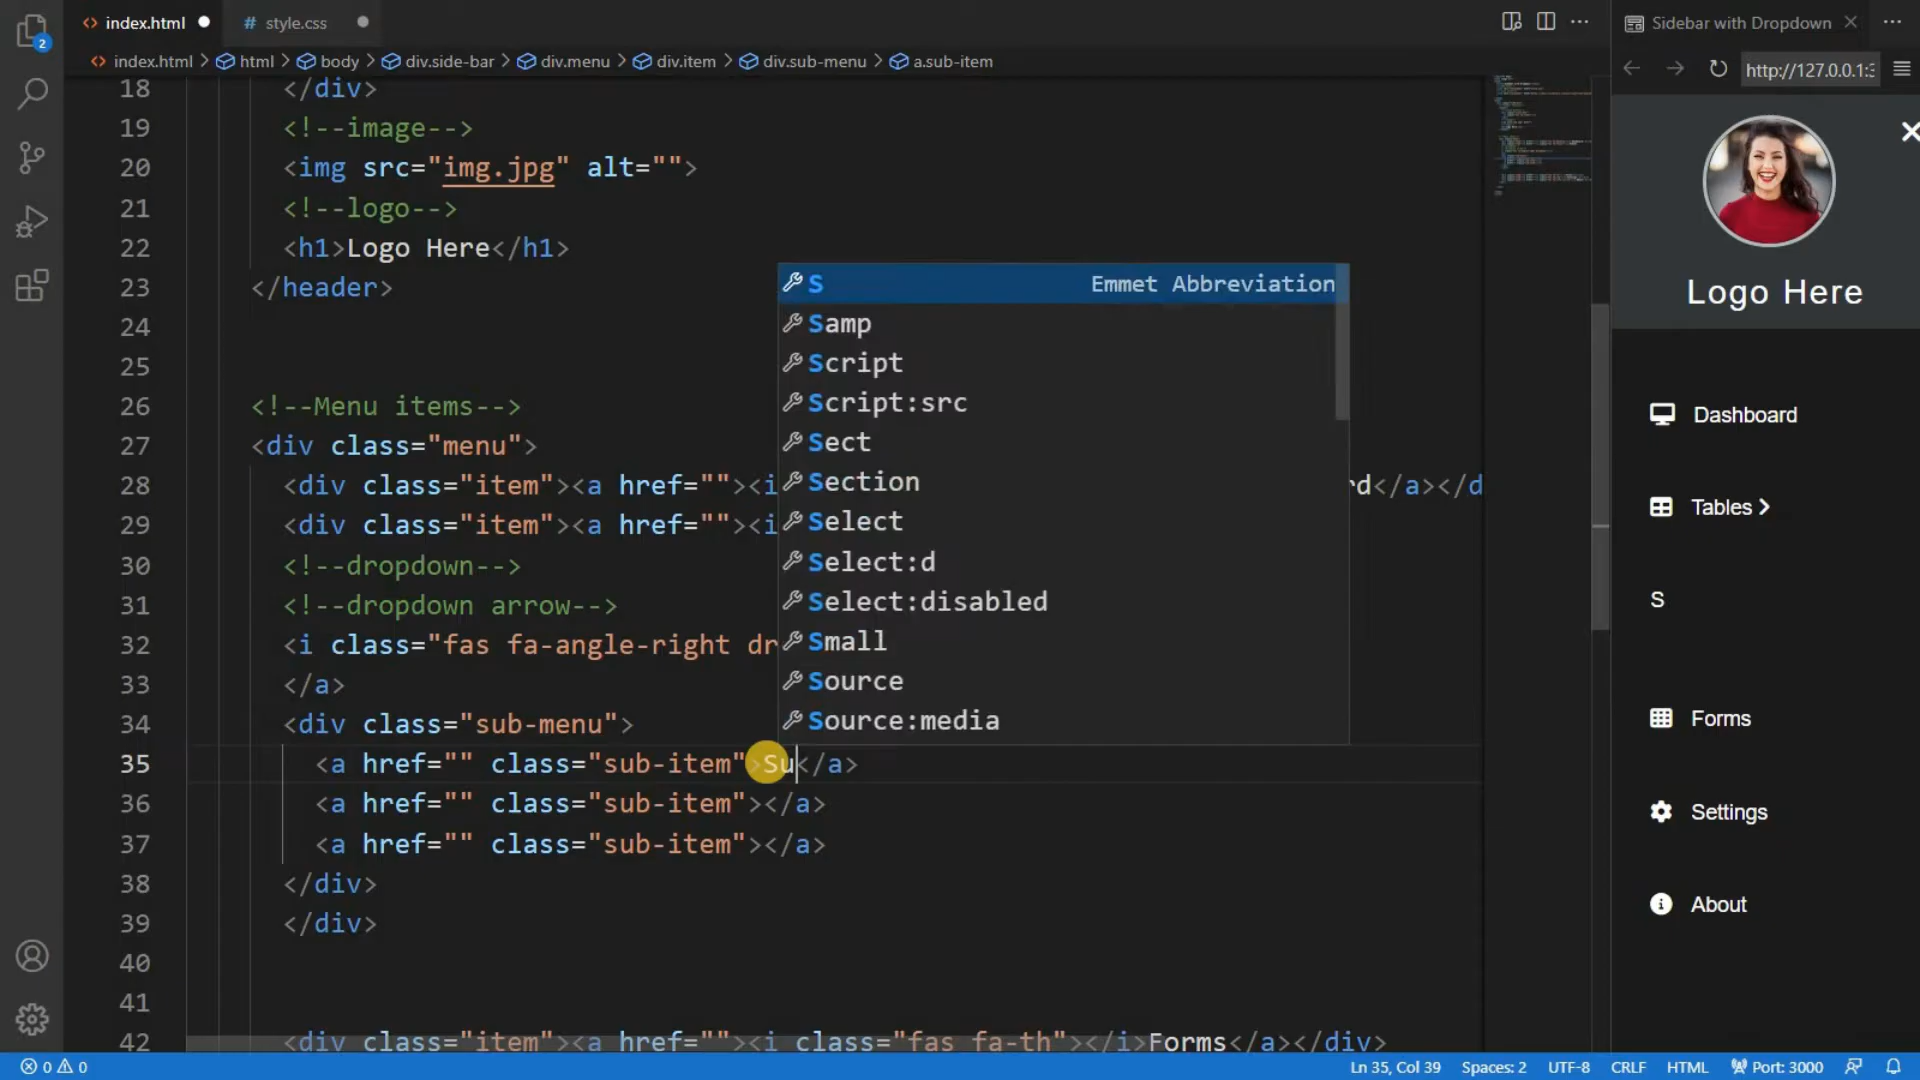 index.html
# style.css
index.html > html > body > div.side-bar > div.menu > div.item > div.sub-menu > a.sub-item
18 </div>
19 <!--image-->
20 <img src="img.jpg" alt="">
21 <!--logo-->
22 <h1>Logo Here</h1>
23 </header>
24
25
26 <!--Menu items-->
27 <div class="menu">
28 <div class="item"><a href=""><i rd</a></d
29 <div class="item"><a href=""><i
30 <!--dropdown-->
31 <!--dropdown arrow-->
32 <i class="fas fa-angle-right dr
33 </a>
34 <div class="sub-menu">
35 <a href="" class="sub-item">Su</a>
36 <a href="" class="sub-item"></a>
37 <a href="" class="sub-item"></a>
38 </div>
39 </div>
40
41
42 <div class="item"><a href=""><i class="fas fa-th"></i>Forms</a></div>
S Emmet Abbreviation
Samp
Script
Script:src
Sect
Section
Select
Select:d
Select:disabled
Small
Source
Source:media
Sidebar with Dropdown
http://127.0.0.1:3
Logo Here
Dashboard
Tables
S
Forms
Settings
About
2
0 0
Ln 35, Col 39 Spaces: 2 UTF-8 CRLF HTML Port: 3000